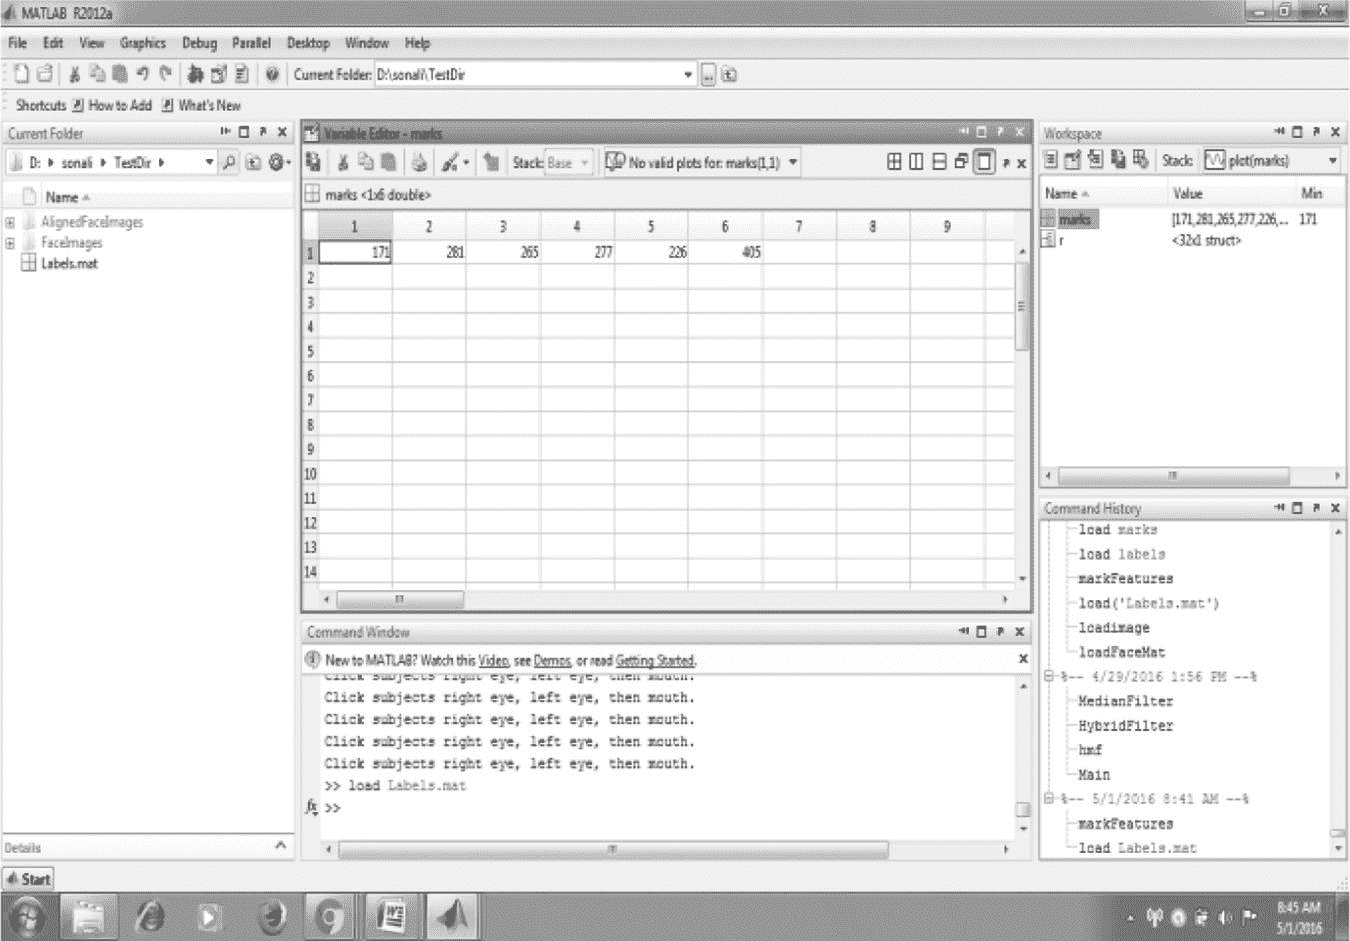 MATLAB R2012a
File Edit View Graphics Debug Parallel Desktop Window Help
Current Folder: D:\sonali\TestDir
Shortcuts How to Add What's New
Current Folder
D: sonali TestDir
Name
AlignedFaceImages
FaceImages
Labels.mat
Details
Variable Editor - marks
Stack: Base No valid plots for: marks(1,1)
marks <1x6 double>
1 2 3 4 5 6 7 8 9
1 171 281 265 277 226 405
2
3
4
5
6
7
8
9
10
11
12
13
14
Command Window
New to MATLAB? Watch this Video, see Demos, or read Getting Started.
Click subjects right eye, left eye, then mouth.
Click subjects right eye, left eye, then mouth.
Click subjects right eye, left eye, then mouth.
Click subjects right eye, left eye, then mouth.
Click subjects right eye, left eye, then mouth.
>> load Labels.mat
fx >>
Workspace
Stack: plot(marks)
Name Value Min
marks [171,281,265,277,226,... 171
r <32x1 struct>
Command History
load marks
load labels
markFeatures
load('Labels.mat')
loadimage
loadFaceMat
%-- 4/29/2016 1:56 PM --%
MedianFilter
HybridFilter
hmf
Main
%-- 5/1/2016 8:41 AM --%
markFeatures
load Labels.mat
Start
8:45 AM
5/1/2016